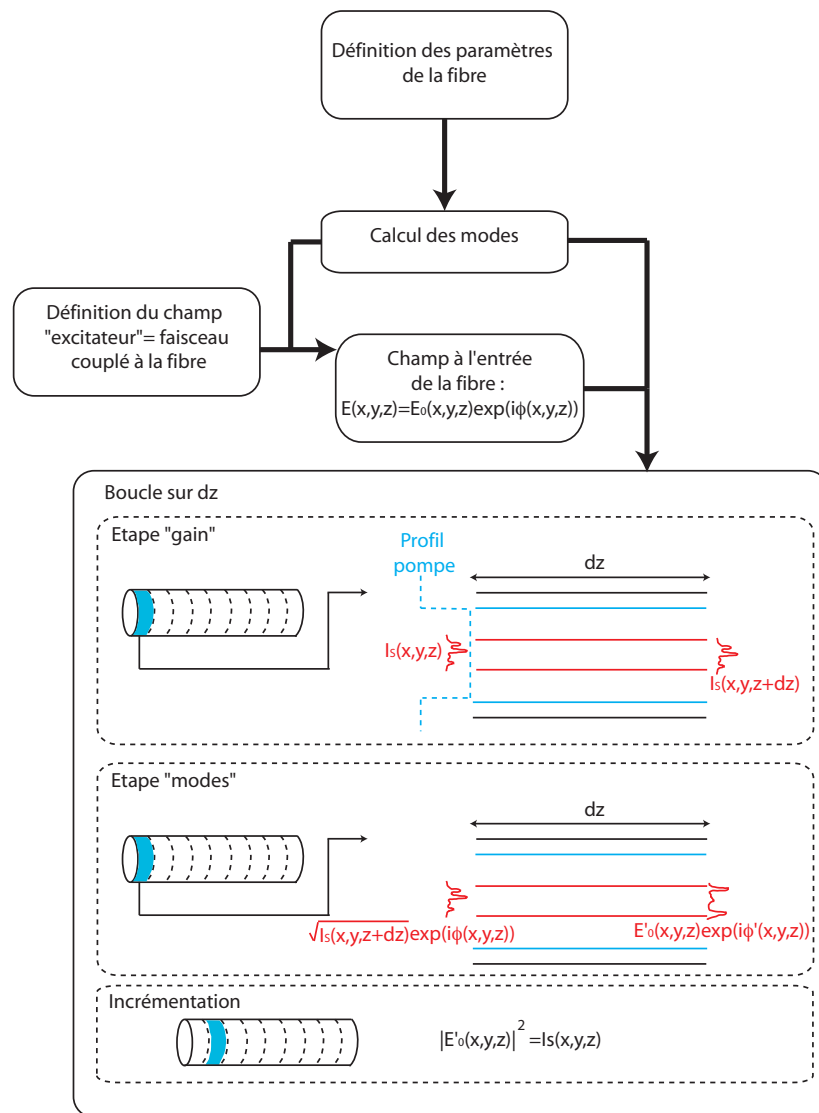 Définition des paramètres
de la fibre
Calcul des modes
Définition du champ
"excitateur"= faisceau
couplé à la fibre
Champ à l'entrée
de la fibre :
E(x,y,z)=E₀(x,y,z)exp(iϕ(x,y,z))
Boucle sur dz
Etape "gain"
Profil
pompe
dz
Iₛ(x,y,z)
Iₛ(x,y,z+dz)
Etape "modes"
dz
√Iₛ(x,y,z+dz)exp(iϕ(x,y,z))
E'₀(x,y,z)exp(iϕ'(x,y,z))
Incrémentation
|E'₀(x,y,z)|² =Is(x,y,z)